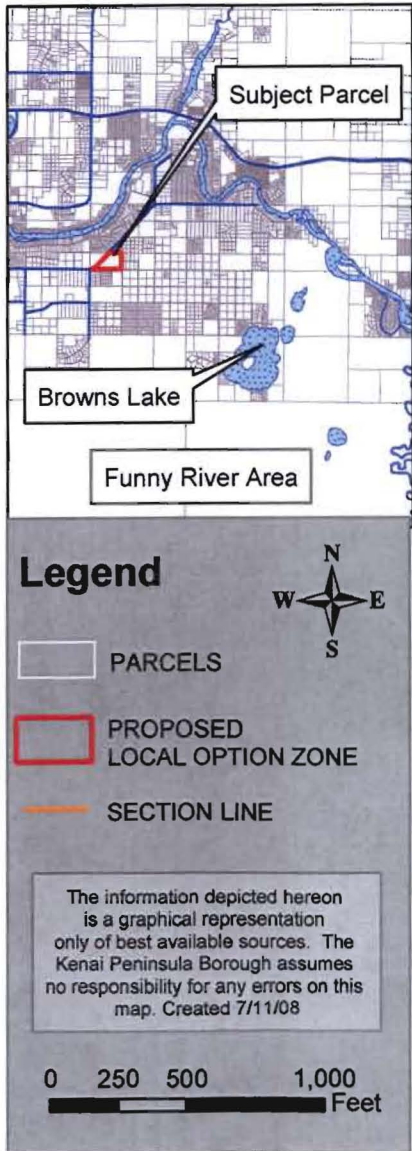 Subject Parcel
Browns Lake
Funny River Area
Legend
N
W E
S
PARCELS
PROPOSED
LOCAL OPTION ZONE
SECTION LINE
The information depicted hereon
is a graphical representation
only of best available sources. The
Kenai Peninsula Borough assumes
no responsibility for any errors on this
map. Created 7/11/08
0 250 500 1,000
Feet